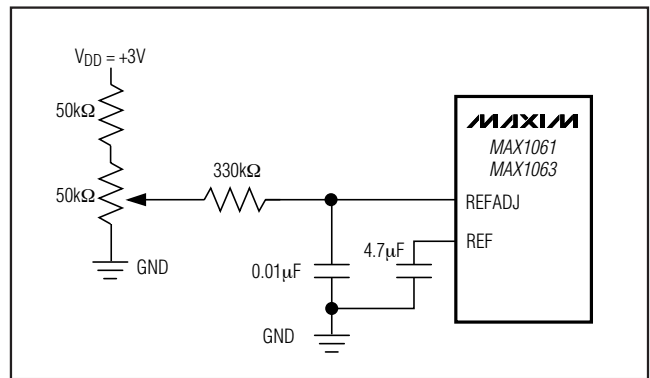 VDD = +3V
50kΩ
50kΩ
GND
330kΩ
0.01µF
GND
4.7µF
MAXIM
MAX1061
MAX1063
REFADJ
REF